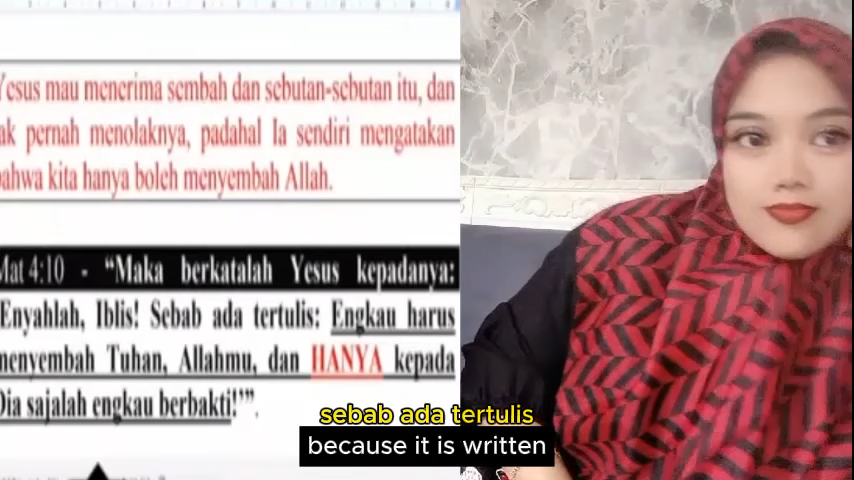 Yesus mau menerima sembah dan sebutan-sebutan itu, dan
ak pernah menolaknya, padahal Ia sendiri mengatakan
bahwa kita hanya boleh menyembah Allah.
Mat 4:10 - “Maka berkatalah Yesus kepadanya:
Enyahlah, Iblis! Sebab ada tertulis: Engkau harus
menyembah Tuhan, Allahmu, dan HANYA kepada
Dia sajalah engkau berbakti!’”.
sebab ada tertulis
because it is written